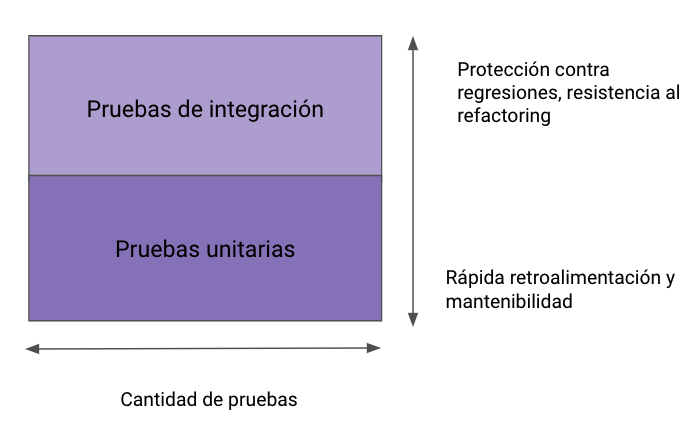 Pruebas de integración
Protección contra
regresiones, resistencia al
refactoring
Pruebas unitarias
Rápida retroalimentación y
mantenibilidad
Cantidad de pruebas